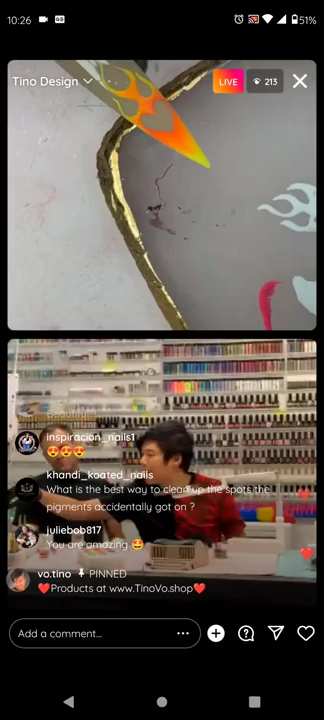 10:26
51%
Tino Design
LIVE
213
Beautiful!!!
inspiracion_nails1
😍😍😍
khandi_koated_nails
What is the best way to clean up the spots the
pigments accidentally got on ?
juliebob817
You are amazing 🤩
vo.tino 📌 PINNED
❤️Products at www.TinoVo.shop❤️
Add a comment...